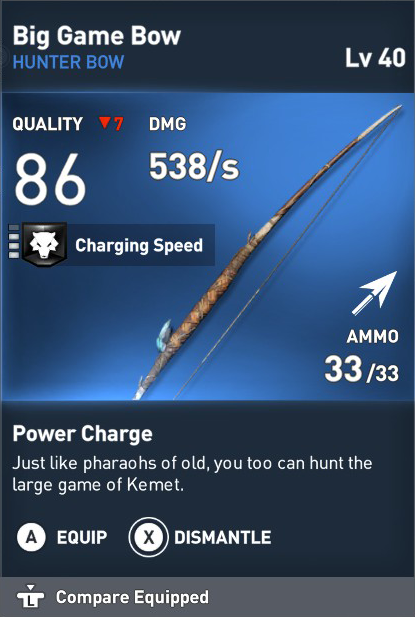 Big Game Bow
HUNTER BOW
Lv 40
QUALITY ▼7 DMG
86 538/s
Charging Speed
AMMO
33/33
Power Charge
Just like pharaohs of old, you too can hunt the
large game of Kemet.
A EQUIP X DISMANTLE
L Compare Equipped